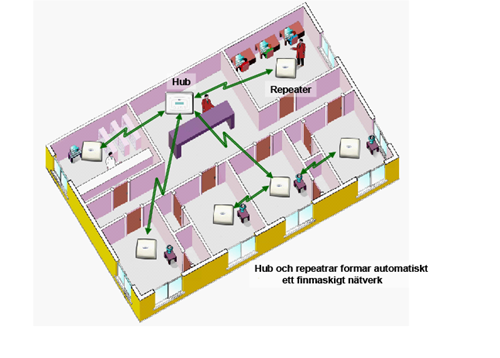 Hub
Repeater
Hub och repeatrar formar automatiskt
ett finmaskigt nätverk